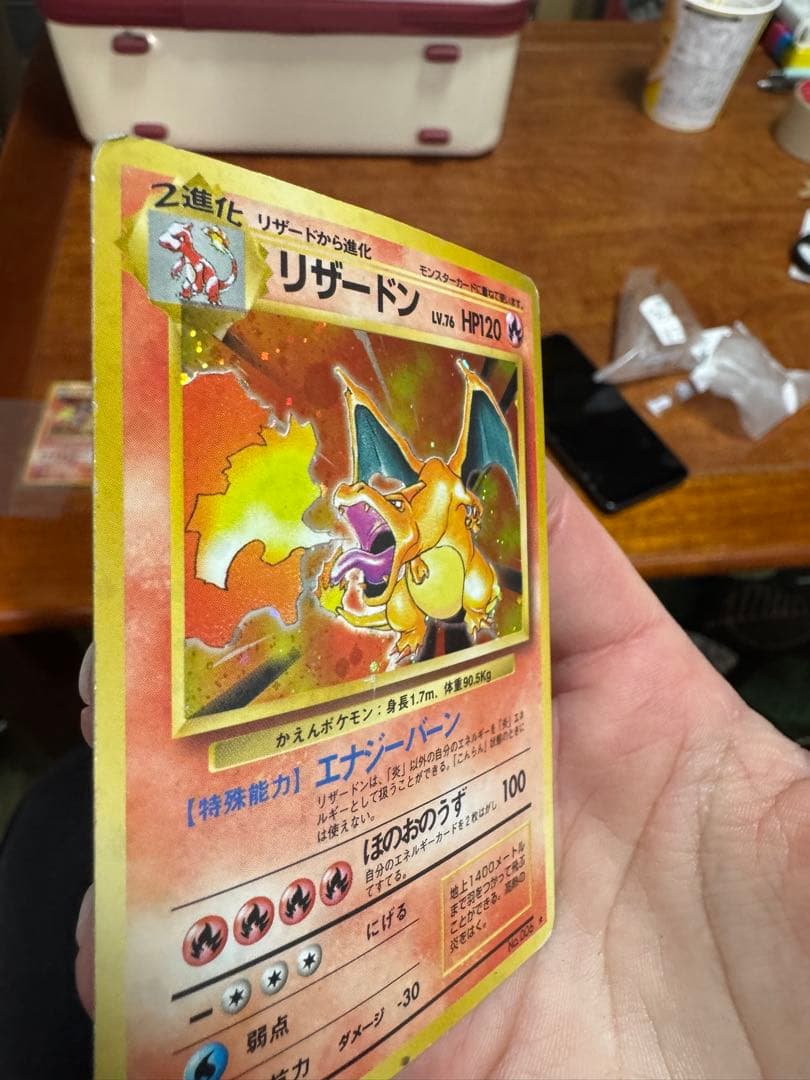 2進化
リザードから進化
モンスターカードに重ねて使います。
リザードン
LV.76 HP120
かえんポケモン:身長1.7m、体重90.5Kg
【特殊能力】エナジーバーン
リザードンは、「炎」以外の自分のエネルギーを「炎」エネ
ルギーとして扱うことができる。「こんらん」状態のときに
は使えない。
ほのおのうず 100
自分のエネルギーカードを2枚はがし
てすてる。
地上1400メートル
まで羽をつかって飛ぶ
ことができる。高熱の
炎をはく。
にげる
弱点
ダメージ -30
No.006